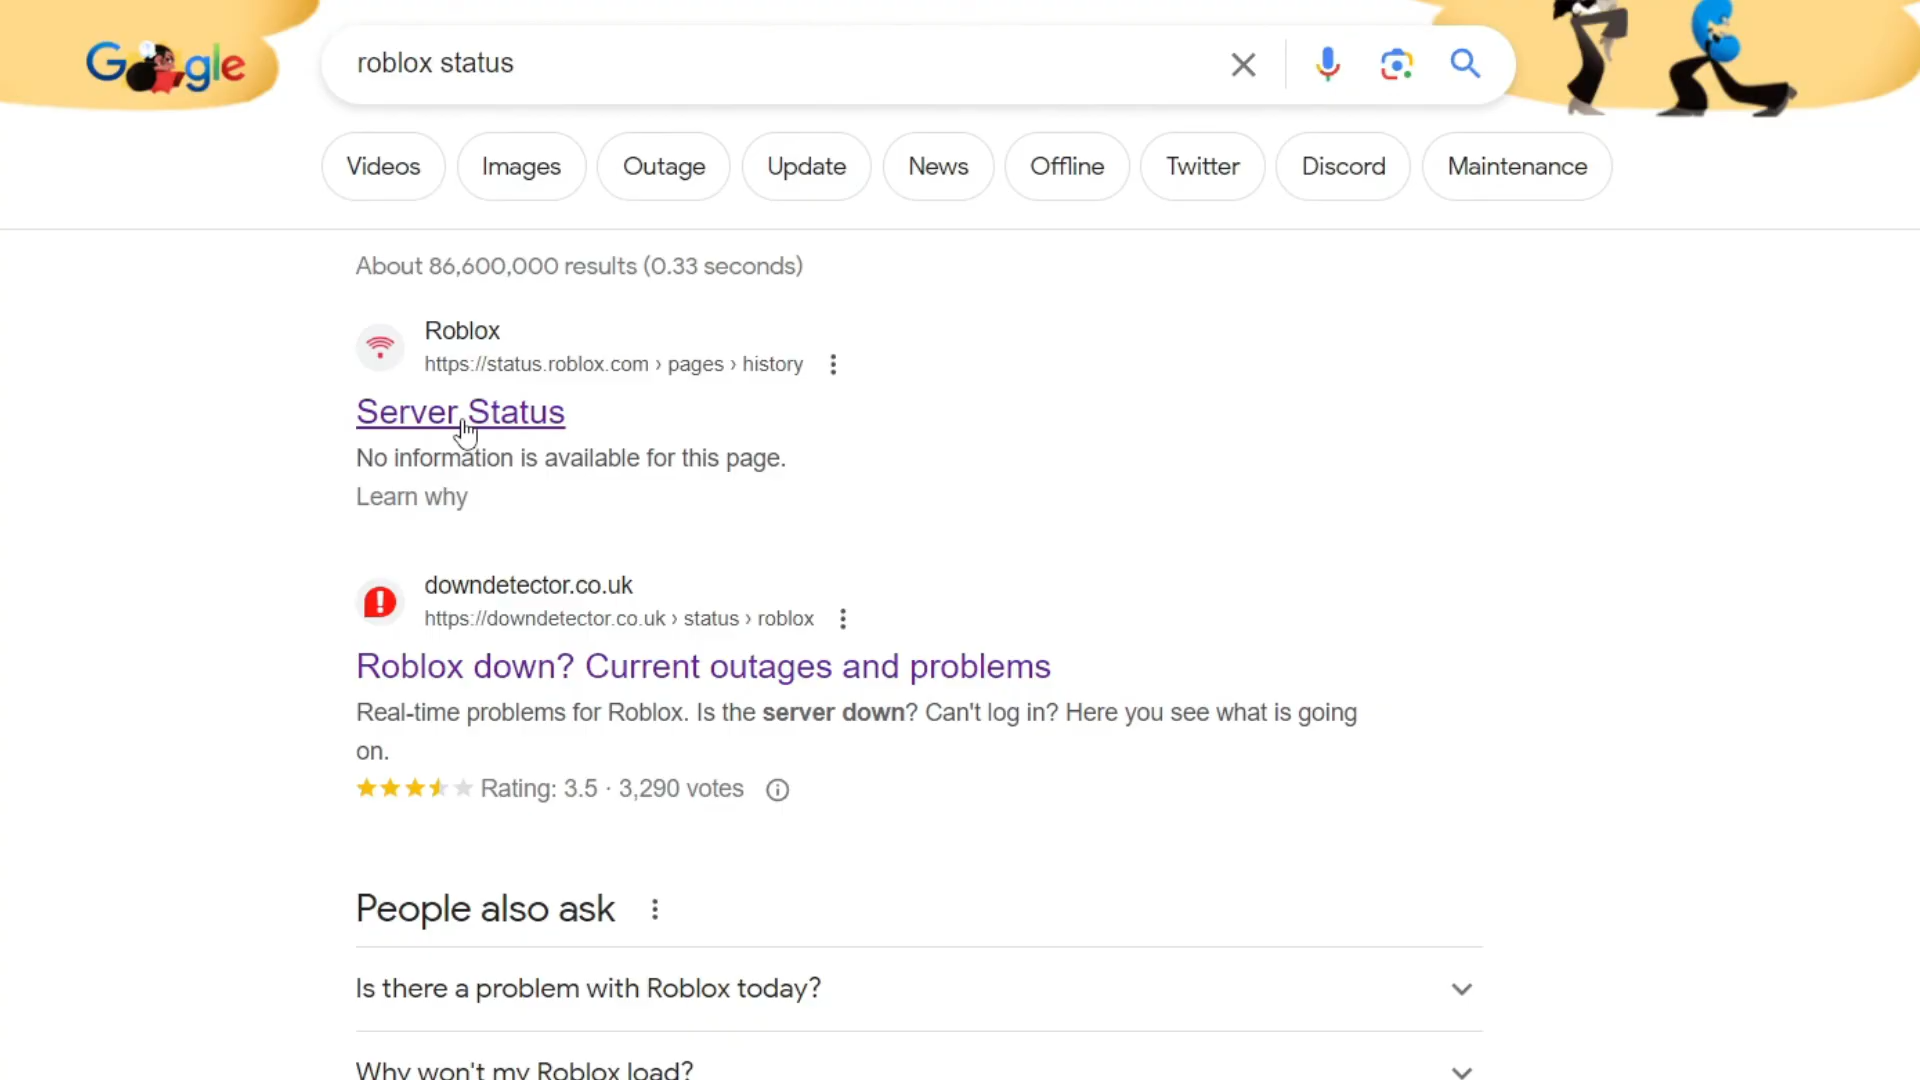 Google
roblox status
Videos
Images
Outage
Update
News
Offline
Twitter
Discord
Maintenance
About 86,600,000 results (0.33 seconds)
Roblox
https://status.roblox.com › pages › history
Server Status
No information is available for this page.
Learn why
downdetector.co.uk
https://downdetector.co.uk › status › roblox
Roblox down? Current outages and problems
Real-time problems for Roblox. Is the server down? Can't log in? Here you see what is going
on.
Rating: 3.5 · 3,290 votes
People also ask
Is there a problem with Roblox today?
Why won't my Roblox load?